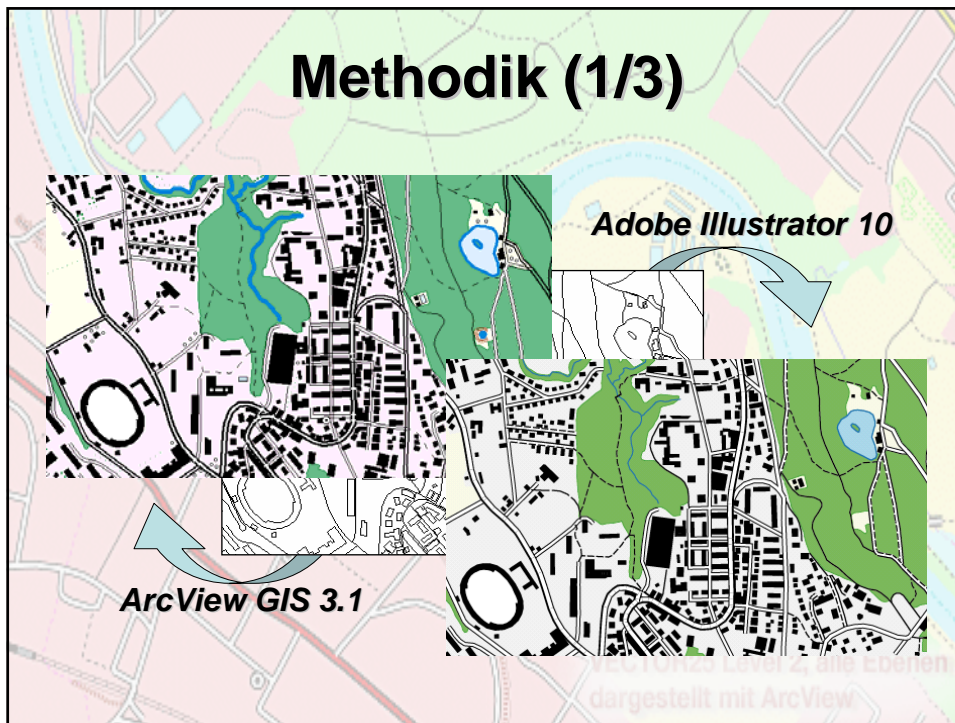 Methodik (1/3)
Adobe Illustrator 10
ArcView GIS 3.1
VECTOR25 Level 2, alle Ebenen
dargestellt mit ArcView